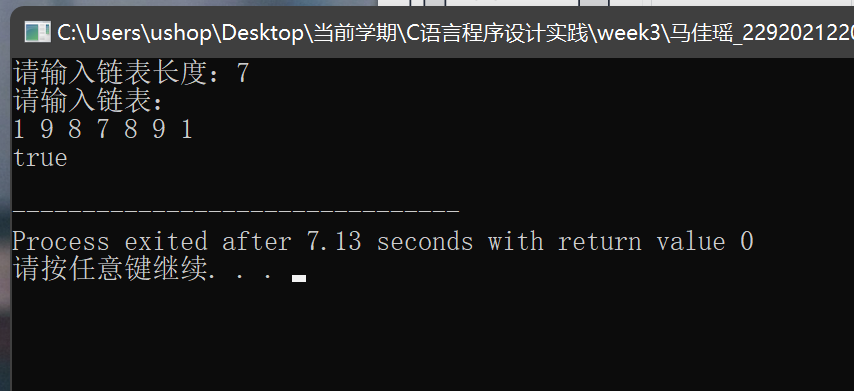 C:\Users\ushop\Desktop\当前学期\C语言程序设计实践\week3\马佳瑶_2292021220
请输入链表长度：7
请输入链表：
1 9 8 7 8 9 1
true
--------------------------------
Process exited after 7.13 seconds with return value 0
请按任意键继续. . .